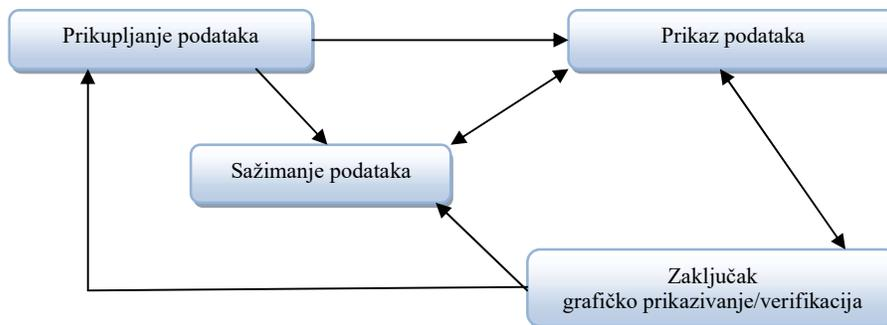 Prikupljanje podataka
Prikaz podataka
Sažimanje podataka
Zaključak
grafičko prikazivanje/verifikacija